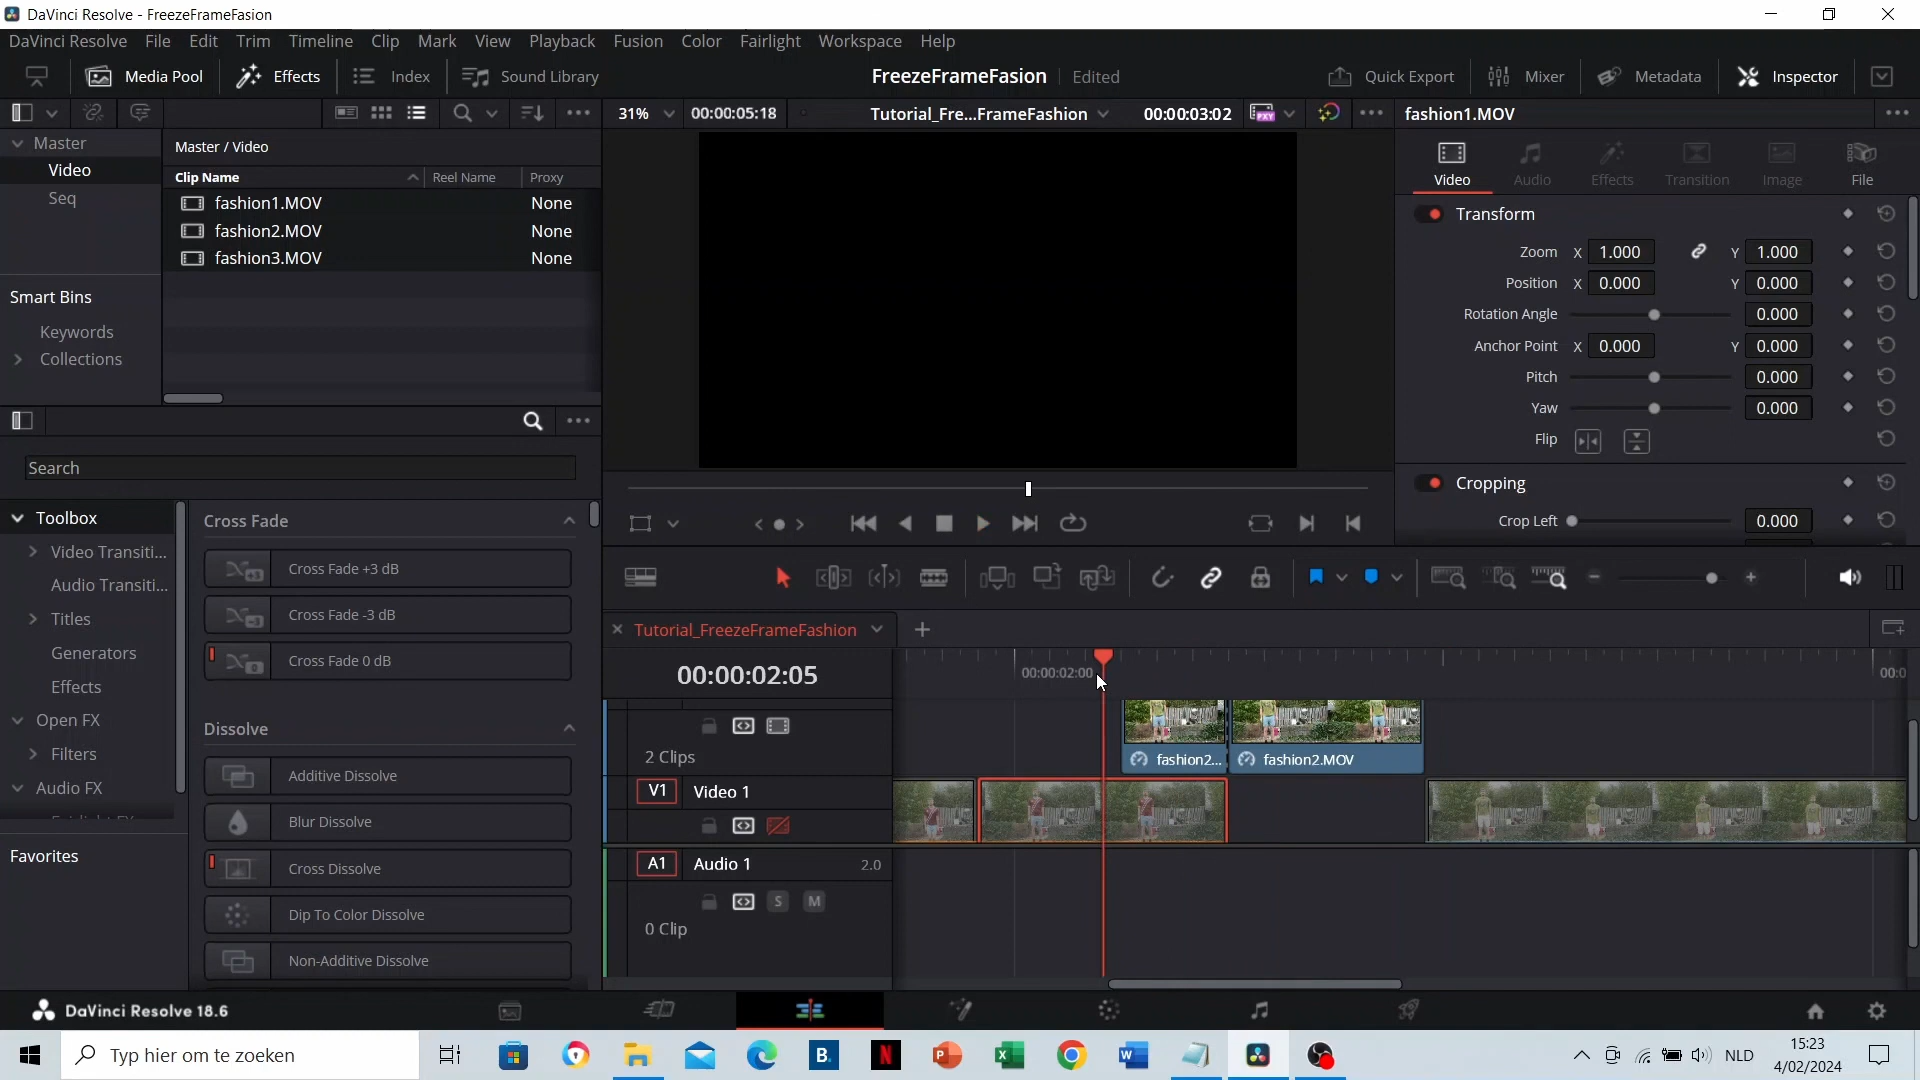 DaVinci Resolve - FreezeFrameFasion
DaVinci Resolve File Edit Trim Timeline Clip Mark View Playback Fusion Color Fairlight Workspace Help
Media Pool Effects Index Sound Library FreezeFrameFasion Edited Quick Export Mixer Metadata Inspector
31% 00:00:05:18 Tutorial_Fre...FrameFashion 00:00:03:02 PXY fashion1.MOV
Master
Video
Seq
Smart Bins
Keywords
Collections
Master / Video
Clip Name Reel Name Proxy
fashion1.MOV None
fashion2.MOV None
fashion3.MOV None
Video Audio Effects Transition Image File
Transform
Zoom X 1.000 Y 1.000
Position X 0.000 Y 0.000
Rotation Angle 0.000
Anchor Point X 0.000 Y 0.000
Pitch 0.000
Yaw 0.000
Flip
Cropping
Crop Left 0.000
Search
Toolbox
Video Transiti...
Audio Transiti...
Titles
Generators
Effects
Open FX
Filters
Audio FX
Favorites
Cross Fade
+3
Cross Fade +3 dB
-3
Cross Fade -3 dB
0
Cross Fade 0 dB
Dissolve
Additive Dissolve
Blur Dissolve
Cross Dissolve
Dip To Color Dissolve
Non-Additive Dissolve
Tutorial_FreezeFrameFashion
00:00:02:05 00:00:02:00 00:0
2 Clips fashion2... fashion2.MOV
V1 Video 1
A1 Audio 1 2.0
S M
0 Clip
DaVinci Resolve 18.6
Typ hier om te zoeken
B.
N
P
X
W
NLD
15:23
4/02/2024